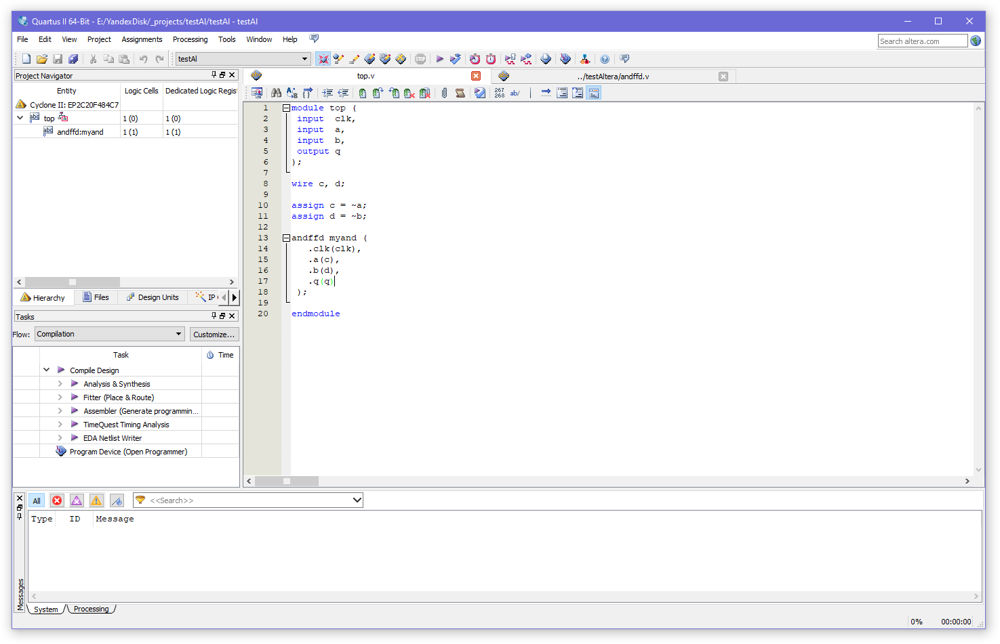 Quartus II 64-Bit - E:/YandexDisk/_projects/testAI/testAI - testAI
File Edit View Project Assignments Processing Tools Window Help
Search altera.com
testAI
STOP
Project Navigator
Entity Logic Cells Dedicated Logic Regist
Cyclone II: EP2C20F484C7
top 1 (0) 1 (0)
andffd:myand 1 (1) 1 (1)
Hierarchy Files Design Units IP
Tasks
Flow: Compilation Customize...
Task Time
Compile Design
Analysis & Synthesis
Fitter (Place & Route)
Assembler (Generate programmin...
TimeQuest Timing Analysis
EDA Netlist Writer
Program Device (Open Programmer)
top.v ../testAltera/andffd.v
267
268 ab/
1 module top (
2 input clk,
3 input a,
4 input b,
5 output q
6 );
7
8 wire c, d;
9
10 assign c = ~a;
11 assign d = ~b;
12
13 andffd myand (
14 .clk(clk),
15 .a(c),
16 .b(d),
17 .q(q)
18 );
19
20 endmodule
All <<Search>>
Type ID Message
Messages
System Processing
0% 00:00:00